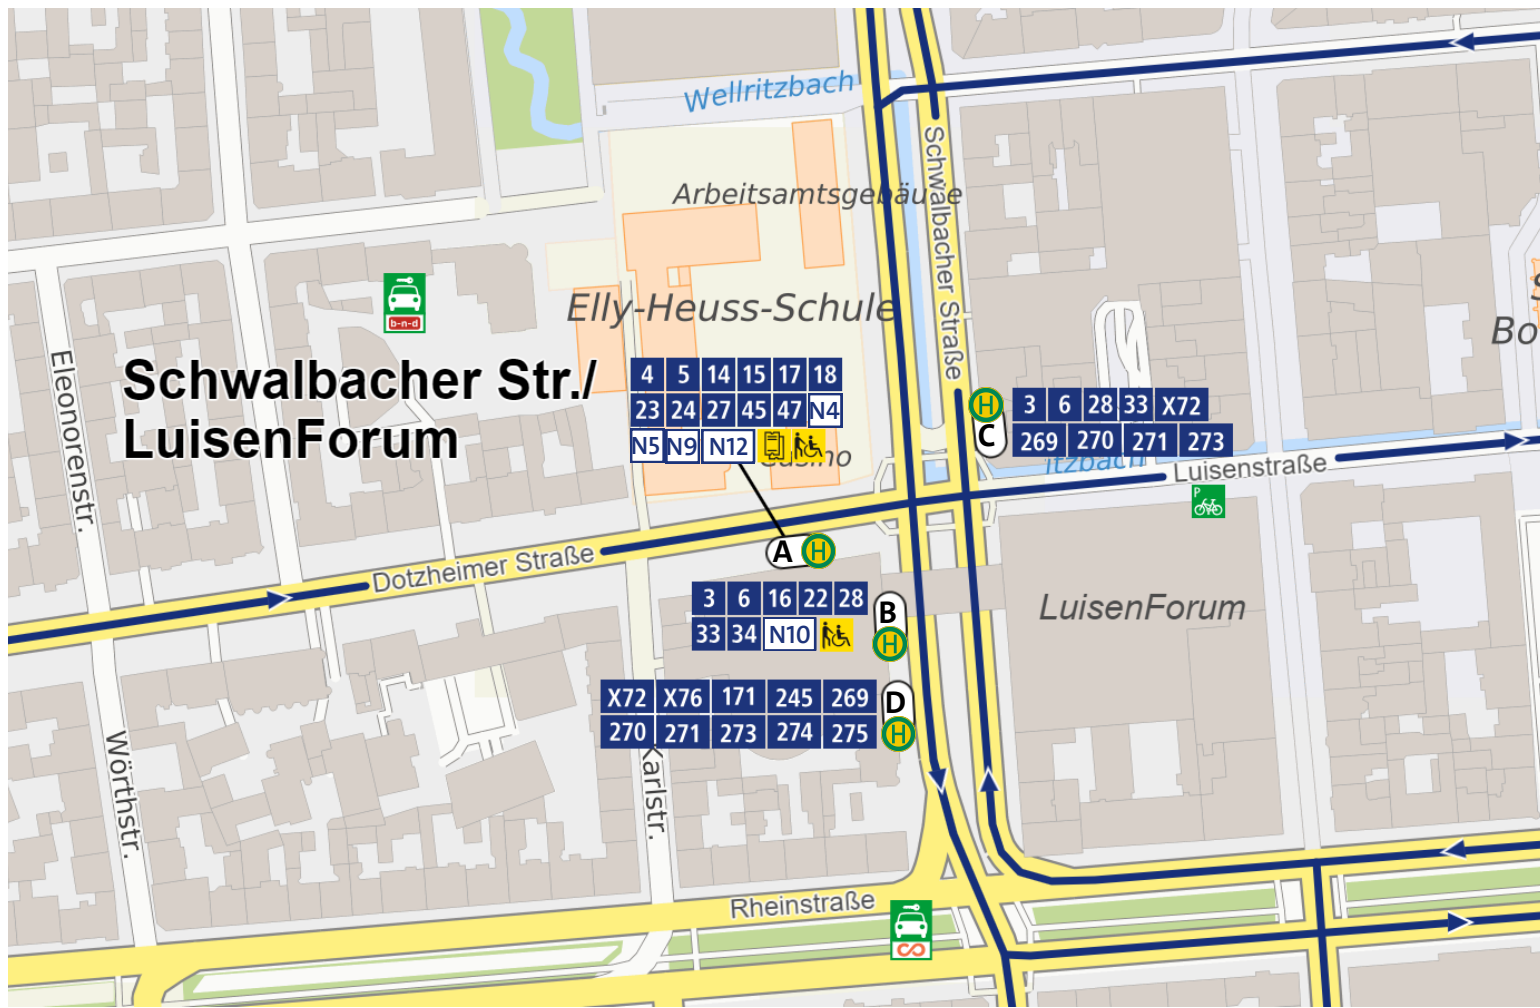 Wellritzbach
Schwalbacher Straße
Arbeitsamtsgebäude
Elly-Heuss-Schule
b-n-d
Eleonorenstr.
Schwalbacher Str./
LuisenForum
4 5 14 15 17 18
23 24 27 45 47 N4
N5 N9 N12
H
C
3 6 28 33 X72
269 270 271 273
Luisenstraße
P
Dotzheimer Straße
A H
3 6 16 22 28
33 34 N10
B
H
LuisenForum
X72 X76 171 245 269
270 271 273 274 275
D
H
Wörthstr.
Karlstr.
Rheinstraße